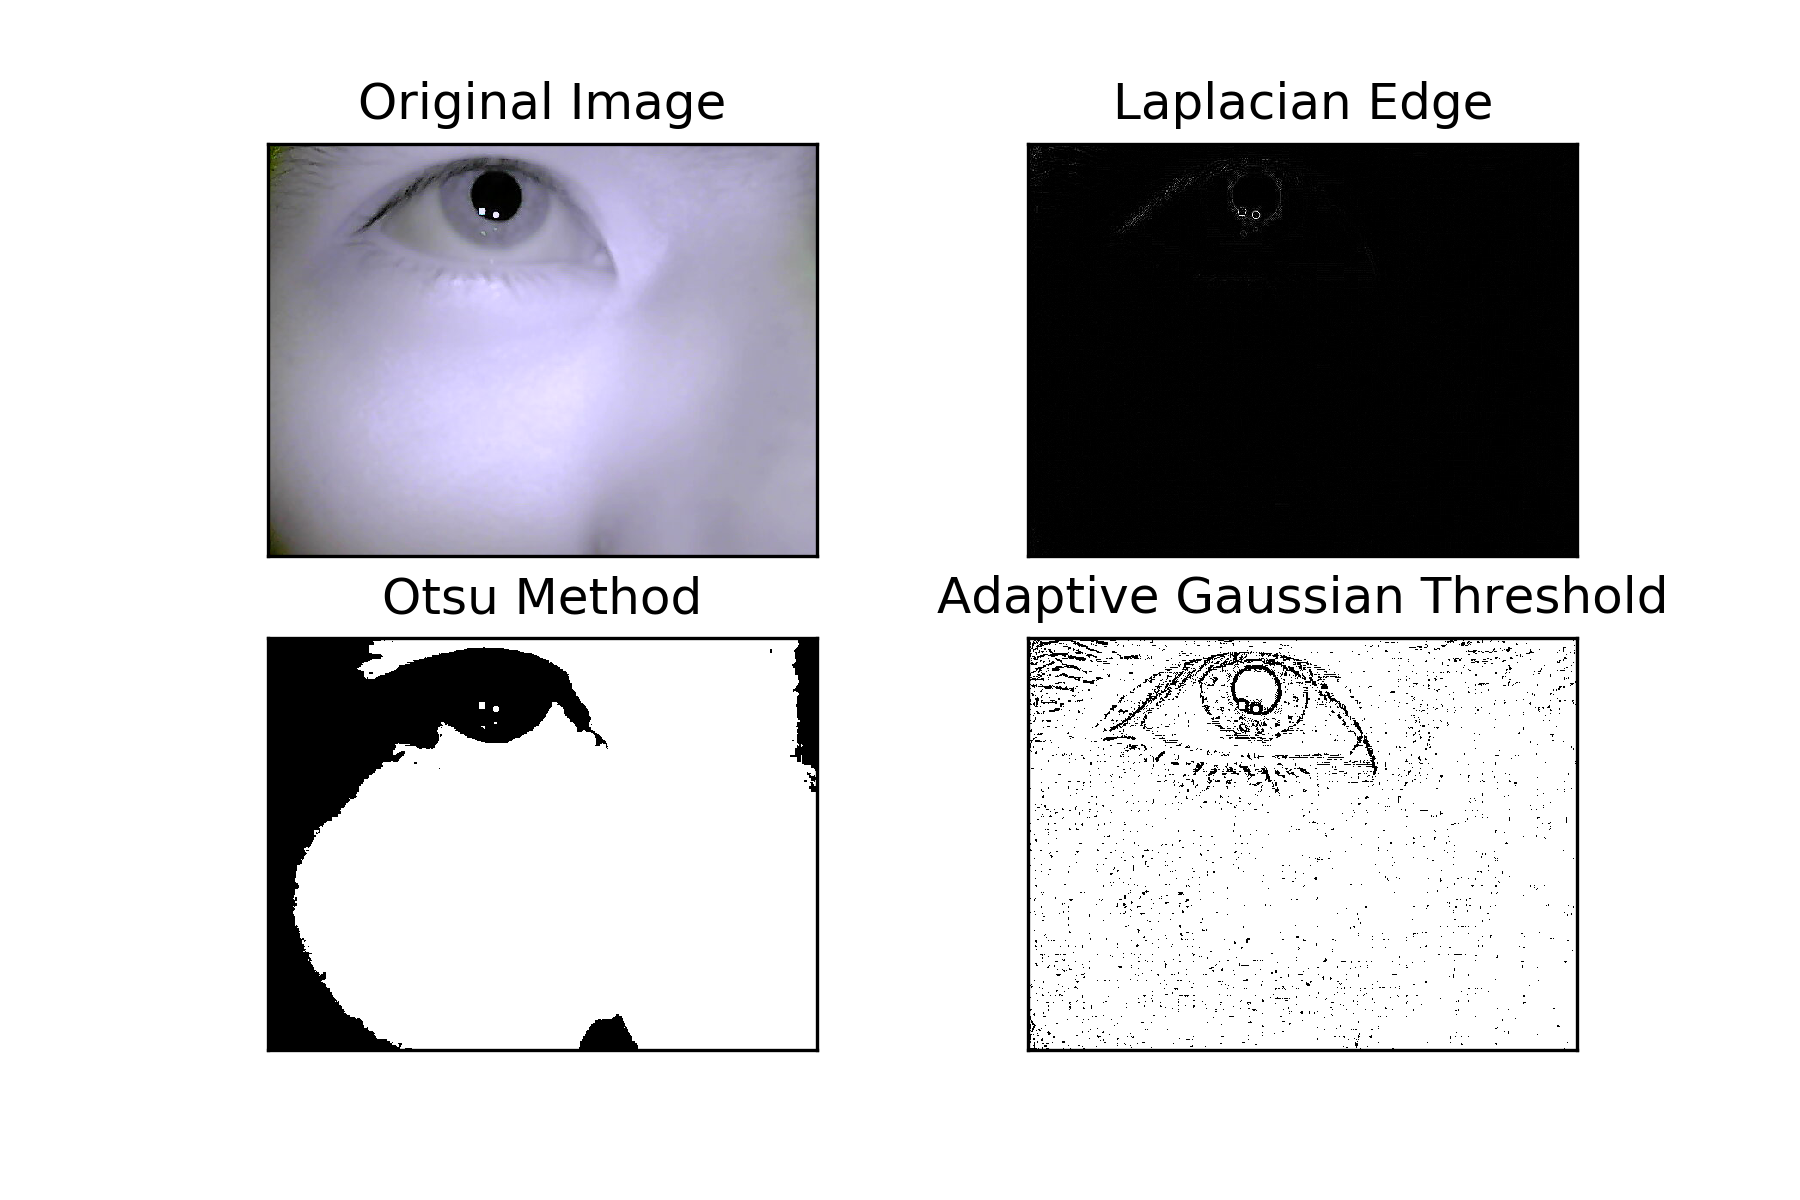 Original Image
Laplacian Edge
Otsu Method
Adaptive Gaussian Threshold